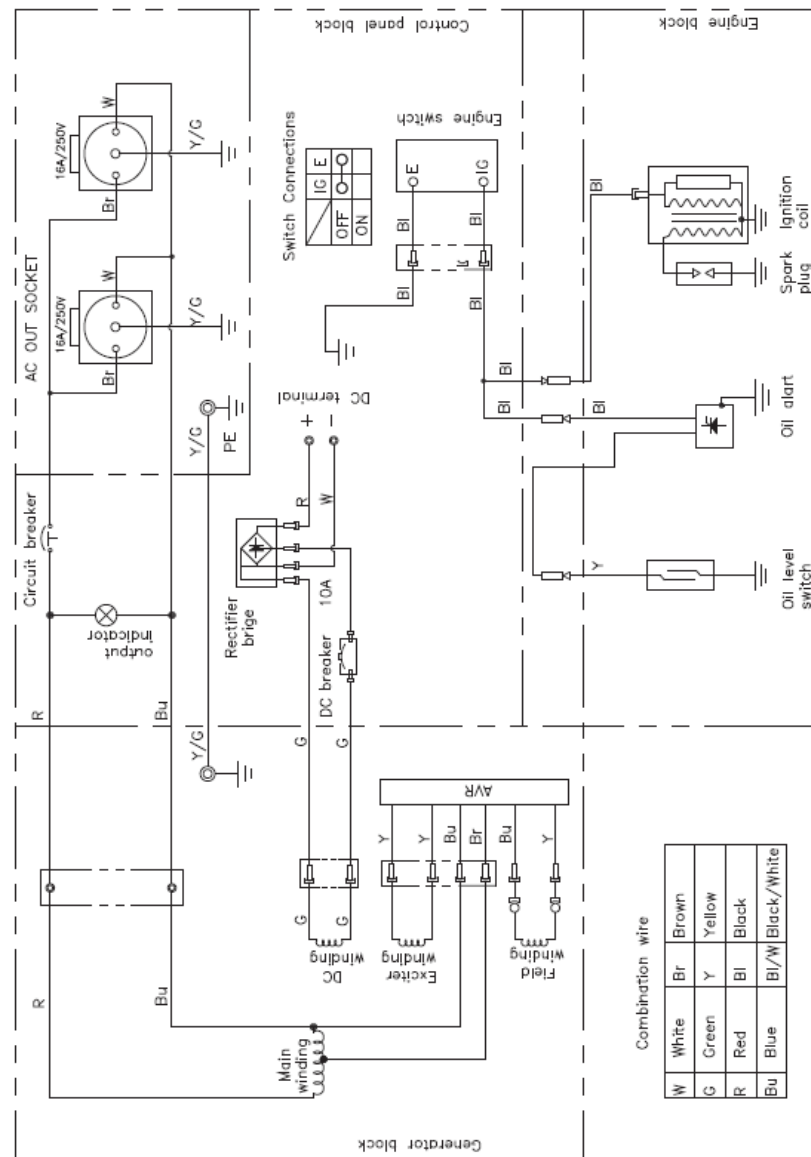 Generator block
Control panel block
Engine block
AC OUT SOCKET
16A/250V
16A/250V
Br
W
Br
W
Y/G
Y/G
Circuit breaker
output
indicator
R
Bu
R
Bu
Y/G
Y/G
PE
Main
winding
Rectifier
brige
10A
DC breaker
R
W
+
-
DC terminal
G
G
G
G
DC
winding
Exciter
winding
Field
winding
Y
Y
Bu
Br
Bu
Y
AVR
Switch Connections
IG E
OFF
ON
Engine switch
E
IG
Bl
Bl
Bl
Bl
Bl
Bl
Bl
Bl
Y
Oil level
switch
Oil alart
Spark
plug
Ignition
coil
Combination wire
W White Br Brown
G Green Y Yellow
R Red Bl Black
Bu Blue Bl/W Black/White